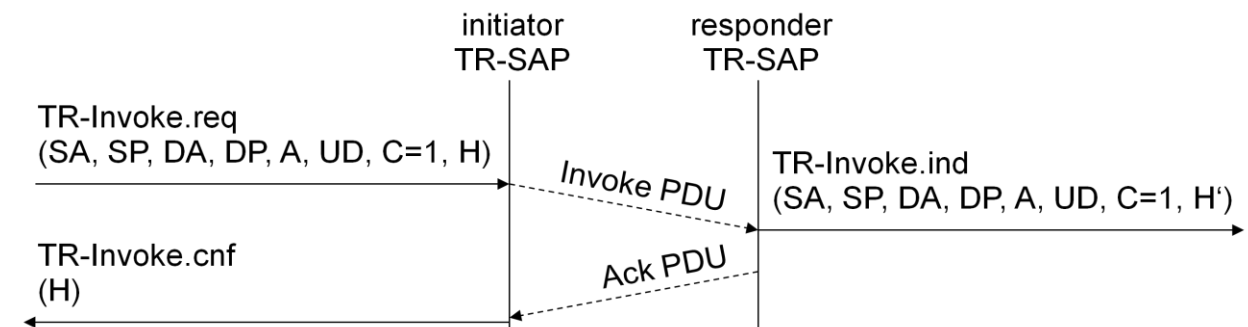 initiator
TR-SAP
responder
TR-SAP
TR-Invoke.req
(SA, SP, DA, DP, A, UD, C=1, H)
Invoke PDU
TR-Invoke.ind
(SA, SP, DA, DP, A, UD, C=1, H‘)
TR-Invoke.cnf
(H)
Ack PDU